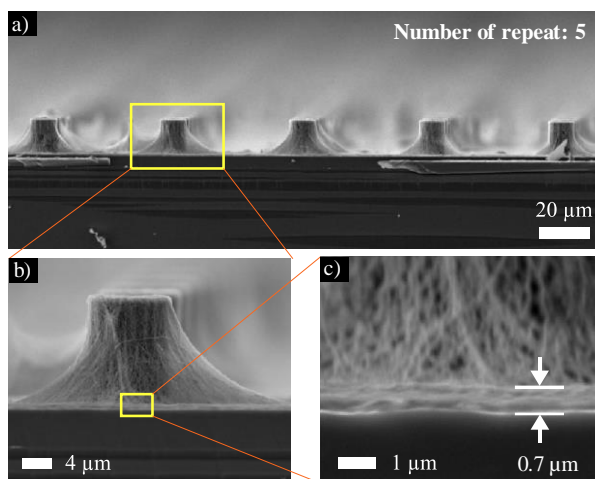 a)
Number of repeat: 5
20 µm
b)
4 µm
c)
1 µm
0.7 µm